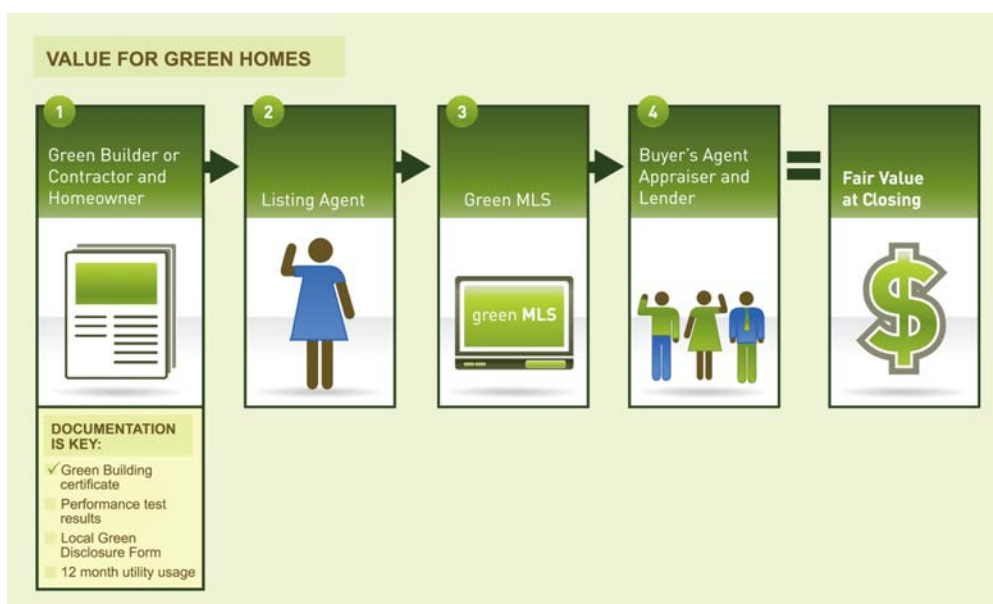 VALUE FOR GREEN HOMES
1
Green Builder or
Contractor and
Homeowner
2
Listing Agent
3
Green MLS
green MLS
4
Buyer's Agent
Appraiser and
Lender
Fair Value
at Closing
$
DOCUMENTATION
IS KEY:
✓Green Building
certificate
Performance test
results
Local Green
Disclosure Form
12 month utility usage